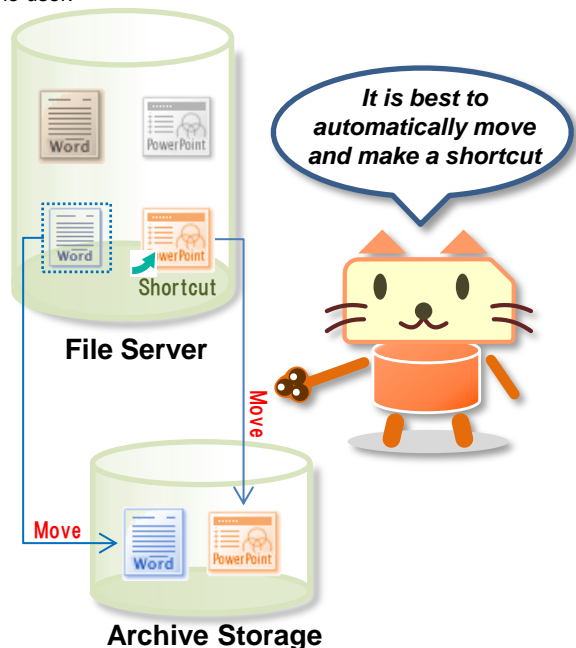 It is best to
automatically move
and make a shortcut
Word
PowerPoint
Word
PowerPoint
Shortcut
File Server
Move
Move
Word
PowerPoint
Archive Storage